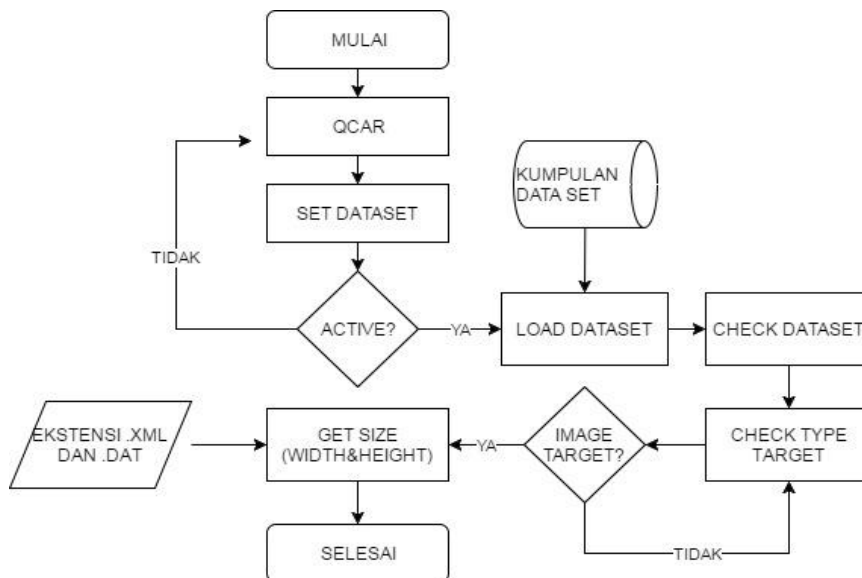 MULAI
QCAR
KUMPULAN
DATA SET
SET DATASET
TIDAK
ACTIVE?
YA
LOAD DATASET
CHECK DATASET
EKSTENSI .XML
DAN .DAT
GET SIZE
(WIDTH&HEIGHT)
YA
IMAGE
TARGET?
CHECK TYPE
TARGET
SELESAI
TIDAK